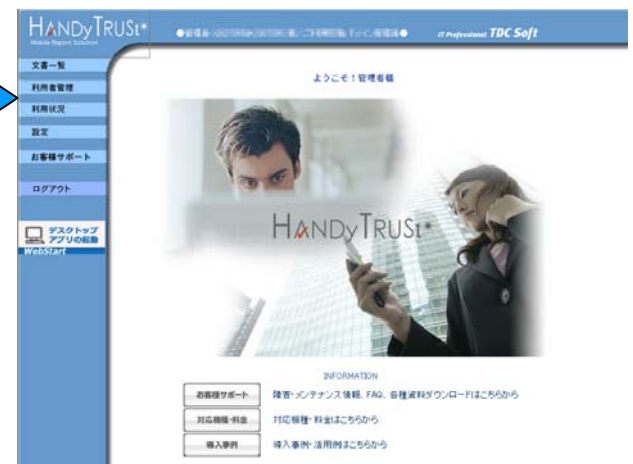 HANDyTRUSt*
Mobile Report Solution
IT Professional TDC Soft
文書一覧
利用者管理
利用状況
設定
お客様サポート
ログアウト
デスクトップ
アプリの起動
WebStart
ようこそ!管理者様
HANDyTRUSt*
INFORMATION
お客様サポート 障害・メンテナンス情報、FAQ、各種資料ダウンロードはこちらから
対応機種・料金 対応機種・料金はこちらから
導入事例 導入事例・活用例はこちらから